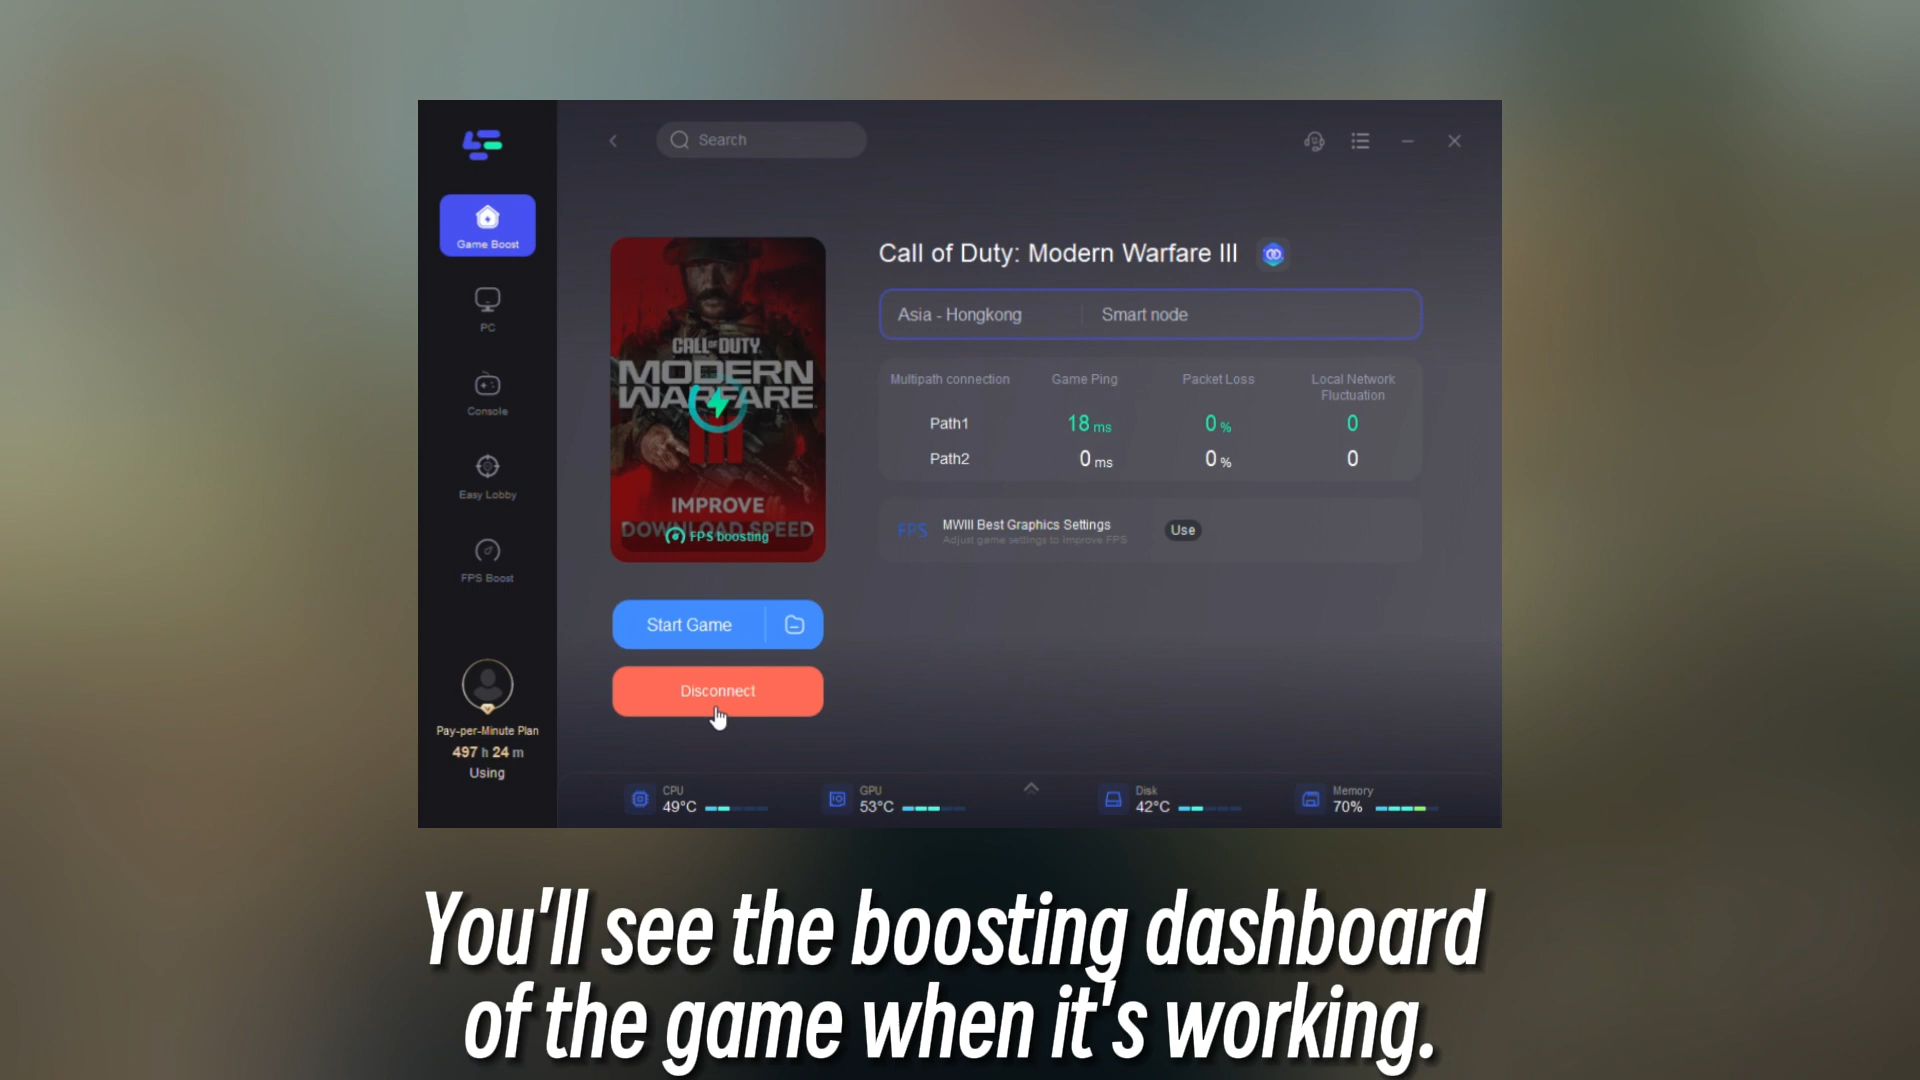 Search
Game Boost
PC
Console
Easy Lobby
FPS Boost
Pay-per-Minute Plan
497 h 24 m
Using
CALL OF DUTY
MODERN
WARFARE
III
IMPROVE
DOWNLOAD SPEED
FPS boosting
Start Game
Disconnect
Call of Duty: Modern Warfare III
Asia - Hongkong Smart node
Multipath connection Game Ping Packet Loss Local Network
Fluctuation
Path1 18 ms 0 % 0
Path2 0 ms 0 % 0
FPS MWIII Best Graphics Settings Use
Adjust game settings to Improve FPS
CPU GPU Disk Memory
49°C 53°C 42°C 70%
You'll see the boosting dashboard
of the game when it's working.